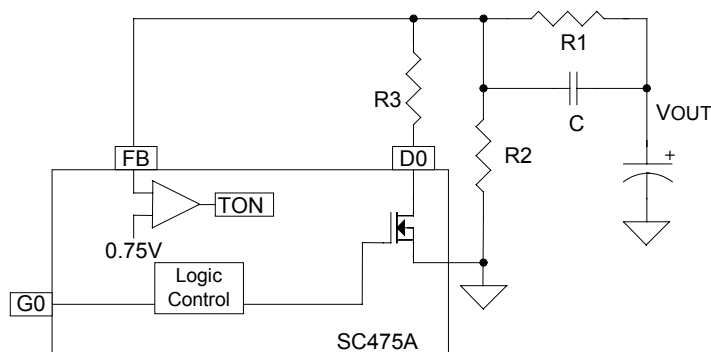 R1
R3
C
VOUT
+
R2
FB
D0
TON
0.75V
Logic
Control
G0
SC475A